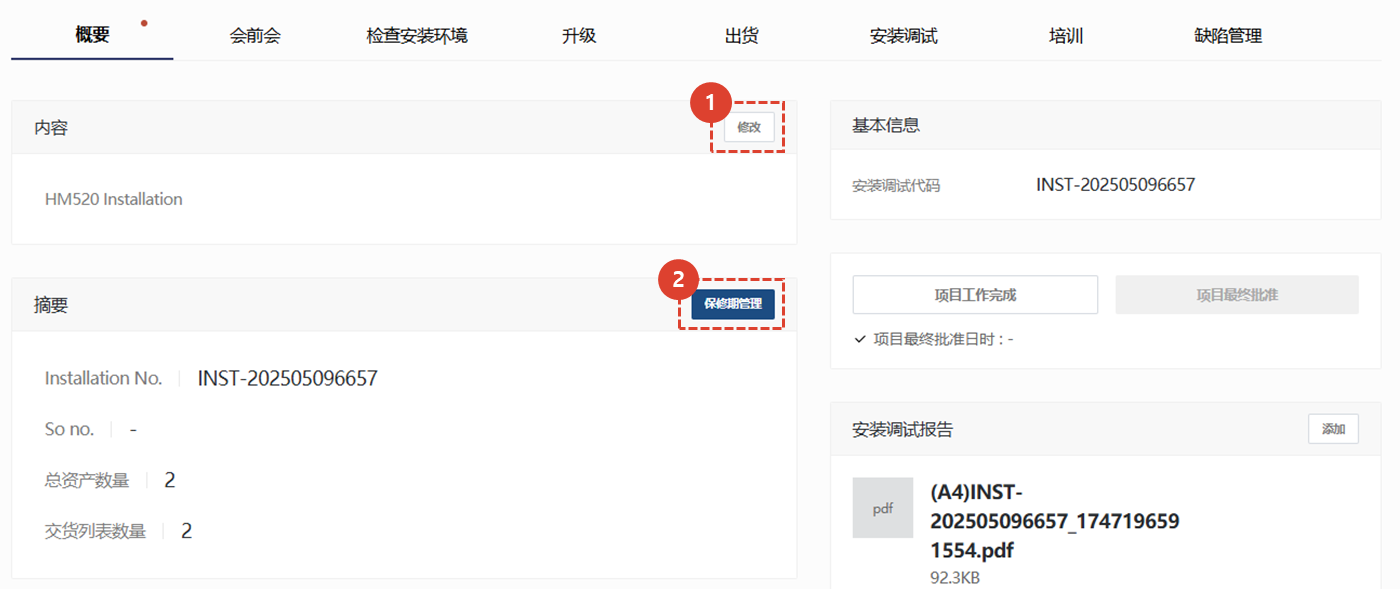 概要
会前会
检查安装环境
升级
出货
安装调试
培训
缺陷管理
内容
1
修改
HM520 Installation
摘要
2
保修期管理
Installation No.
INST-202505096657
So no.
-
总资产数量
2
交货列表数量
2
基本信息
安装调试代码
INST-202505096657
项目工作完成
项目最终批准
项目最终批准日时 : -
安装调试报告
添加
pdf
(A4)INST-
202505096657_174719659
1554.pdf
92.3KB